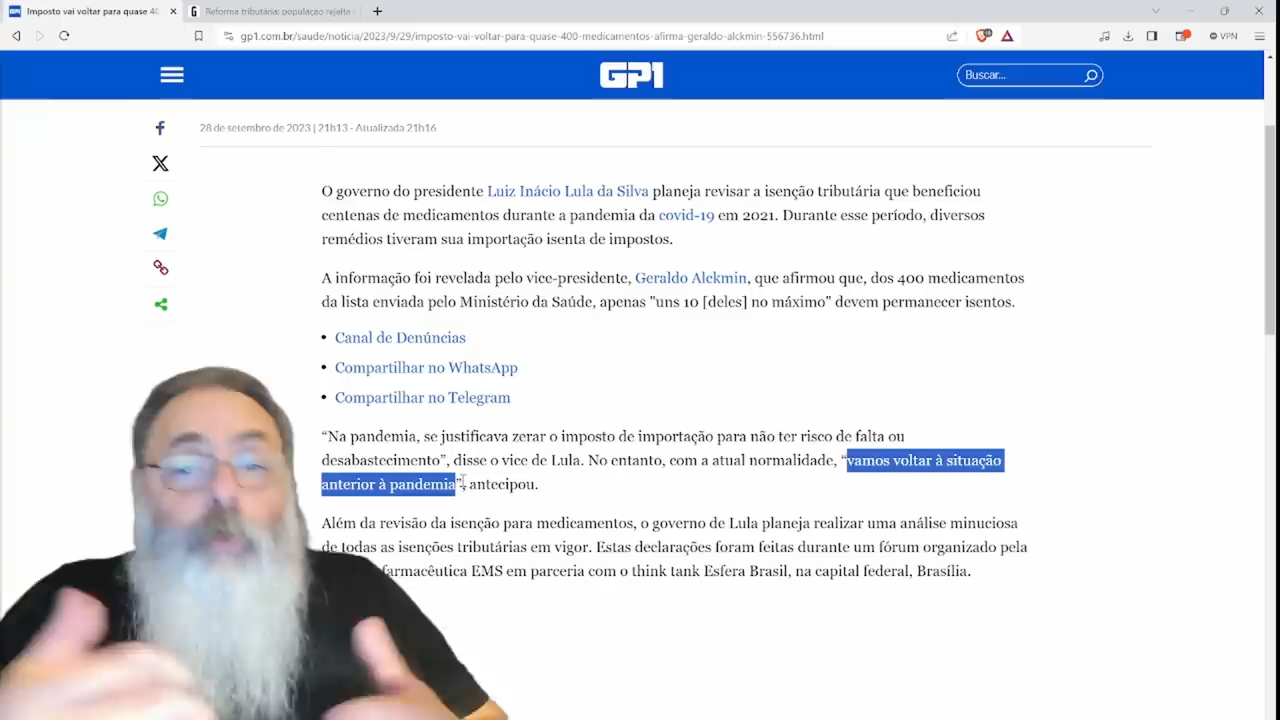 Imposto vai voltar para quase 40
Reforma tributária: população rejeita
gp1.com.br/saude/noticia/2023/9/29/imposto-vai-voltar-para-quase-400-medicamentos-afirma-geraldo-alckmin-556736.html
VPN
GP1
Buscar...
28 de setembro de 2023 | 21h13 - Atualizada 21h16
O governo do presidente Luiz Inácio Lula da Silva planeja revisar a isenção tributária que beneficiou
centenas de medicamentos durante a pandemia da covid-19 em 2021. Durante esse período, diversos
remédios tiveram sua importação isenta de impostos.
A informação foi revelada pelo vice-presidente, Geraldo Alckmin, que afirmou que, dos 400 medicamentos
da lista enviada pelo Ministério da Saúde, apenas "uns 10 [deles] no máximo" devem permanecer isentos.
• Canal de Denúncias
• Compartilhar no WhatsApp
• Compartilhar no Telegram
“Na pandemia, se justificava zerar o imposto de importação para não ter risco de falta ou
desabastecimento”, disse o vice de Lula. No entanto, com a atual normalidade, “vamos voltar à situação
anterior à pandemia”, antecipou.
Além da revisão da isenção para medicamentos, o governo de Lula planeja realizar uma análise minuciosa
de todas as isenções tributárias em vigor. Estas declarações foram feitas durante um fórum organizado pela
farmacêutica EMS em parceria com o think tank Esfera Brasil, na capital federal, Brasília.